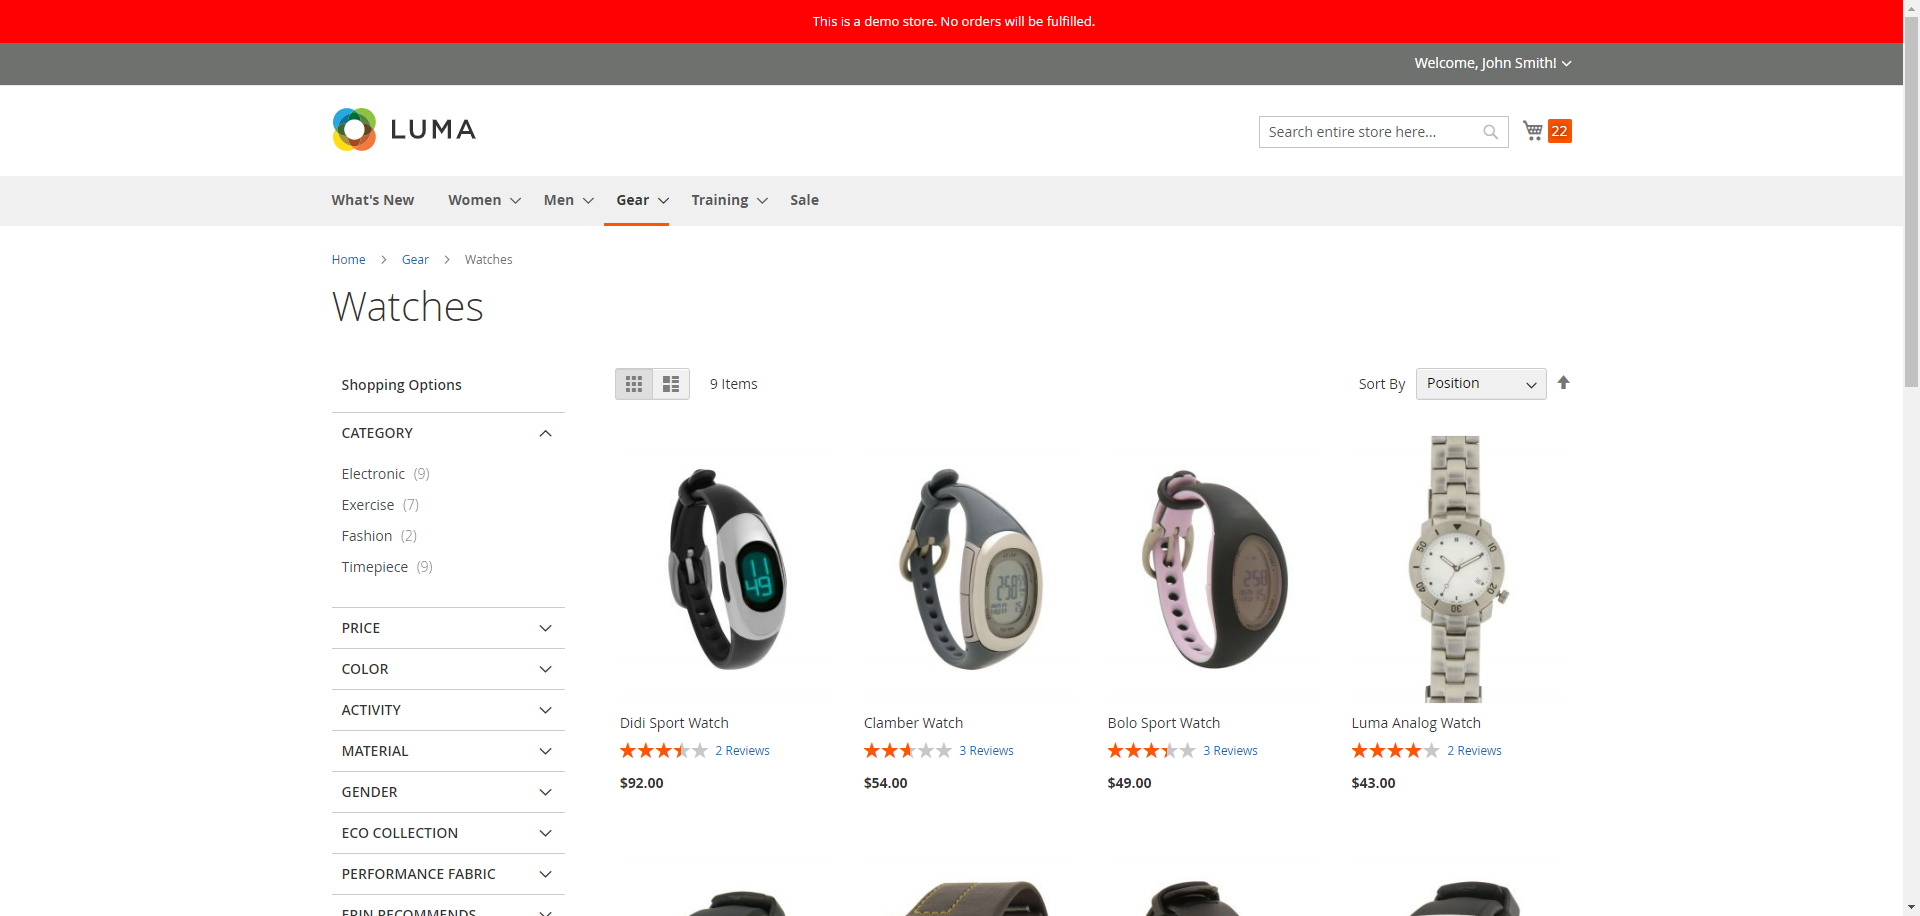 This is a demo store. No orders will be fulfilled.
Welcome, John Smith!
LUMA
Search entire store here...
22
What's New
Women
Men
Gear
Training
Sale
Home
Gear
Watches
Watches
Shopping Options
9 Items
Sort By
Position
CATEGORY
Electronic (9)
Exercise (7)
Fashion (2)
Timepiece (9)
PRICE
COLOR
ACTIVITY
MATERIAL
GENDER
ECO COLLECTION
PERFORMANCE FABRIC
ERIN RECOMMENDS
11
49
Didi Sport Watch
2 Reviews
$92.00
Clamber Watch
3 Reviews
$54.00
Bolo Sport Watch
3 Reviews
$49.00
Luma Analog Watch
2 Reviews
$43.00